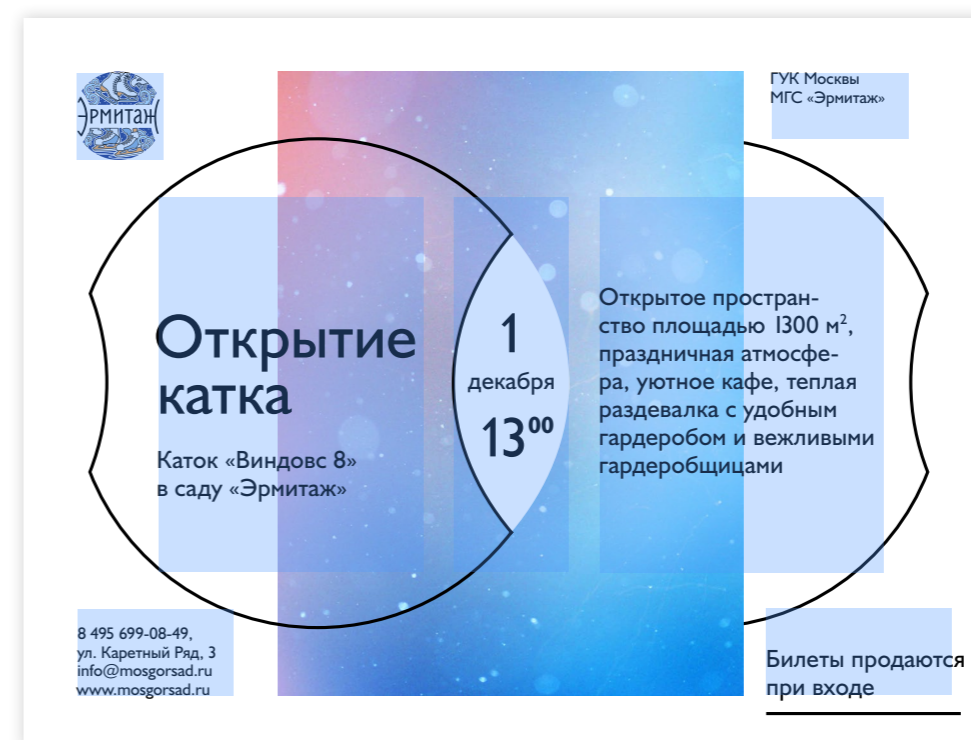 ЭРМИТАЖ
ГУК Москвы
МГС «Эрмитаж»
Открытие
катка
Каток «Виндовс 8»
в саду «Эрмитаж»
1
декабря
13⁰⁰
Открытое простран-
ство площадью 1300 м²,
праздничная атмосфе-
ра, уютное кафе, теплая
раздевалка с удобным
гардеробом и вежливыми
гардеробщицами
8 495 699-08-49,
ул. Каретный Ряд, 3
info@mosgorsad.ru
www.mosgorsad.ru
Билеты продаются
при входе